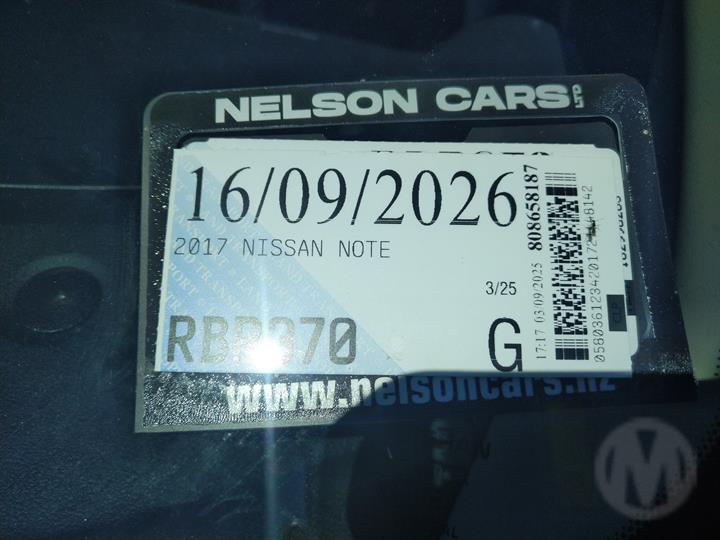 NELSON CARS LTD
16/09/2026
2017 NISSAN NOTE
3/25
G
17:17 03/09/2025 808658187
www.nelsoncars.nz